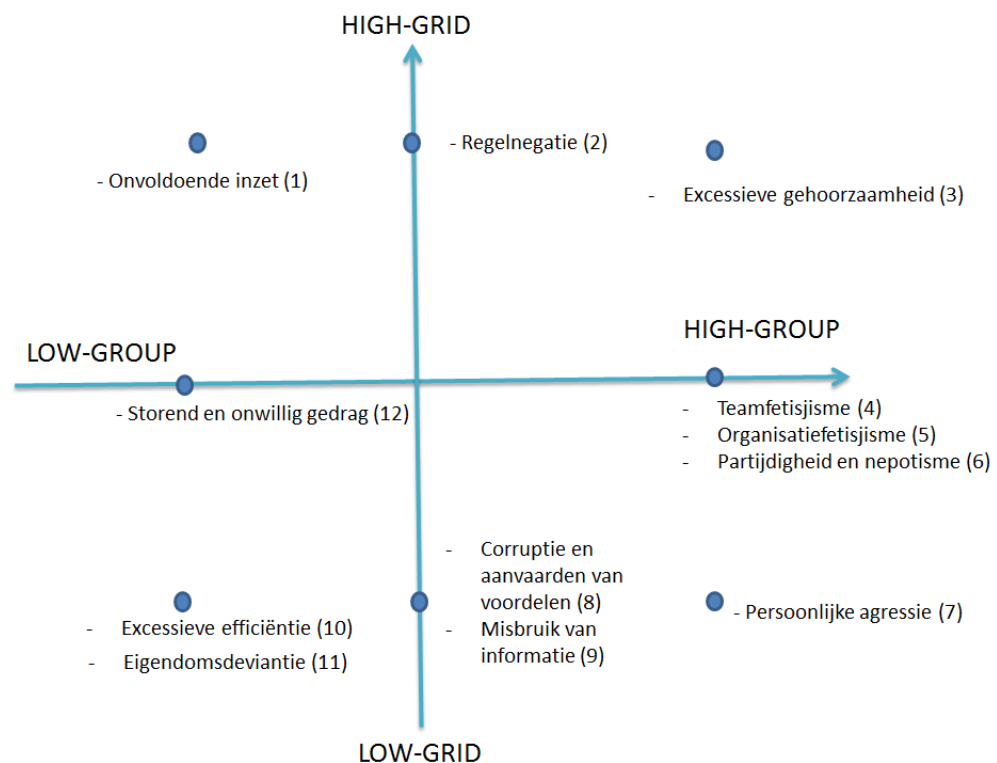 HIGH-GRID
- Regelnegatie (2)
- Onvoldoende inzet (1)
- Excessieve gehoorzaamheid (3)
HIGH-GROUP
LOW-GROUP
- Storend en onwillig gedrag (12)
- Teamfetisjisme (4)
- Organisatiefetisjisme (5)
- Partijdigheid en nepotisme (6)
- Corruptie en
aanvaarden van
voordelen (8)
- Misbruik van
informatie (9)
- Persoonlijke agressie (7)
- Excessieve efficiëntie (10)
- Eigendomsdeviantie (11)
LOW-GRID